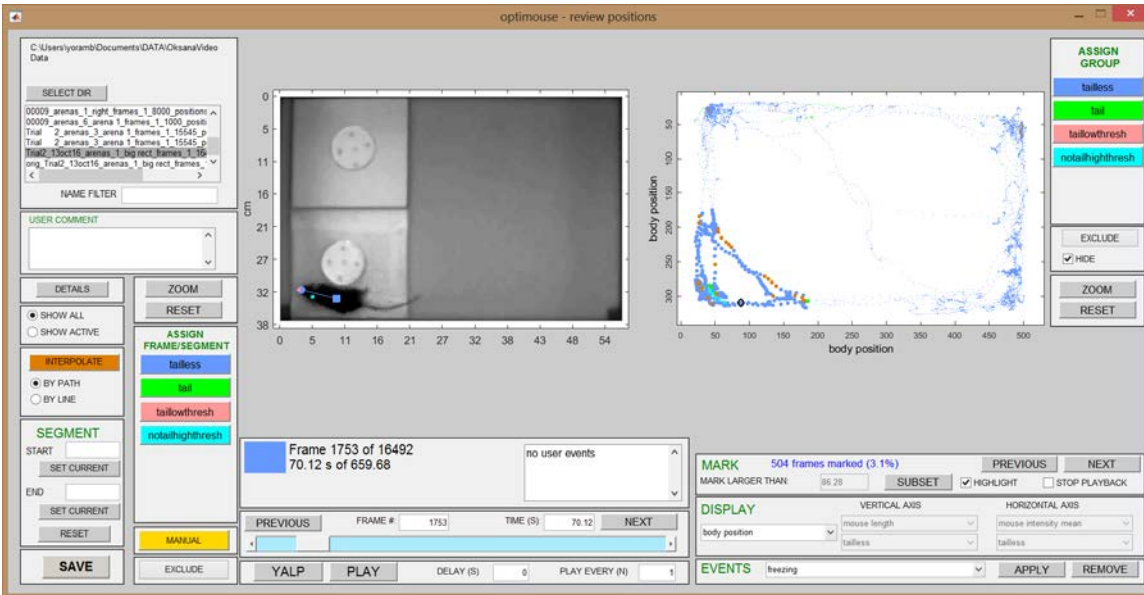 optimouse - review positions
C:\Users\yoramb\Documents\DATA\OksanaVideo
Data
SELECT DIR
00009_arenas_1_right_frames_1_8000_positions
00009_arenas_6_arena 1_frames_1_1000_positi
Trial 2_arenas_3_arena 1_frames_1_15545_p
Trial 2_arenas_3_arena 1_frames_1_15545_p
Trial2_13oct16_arenas_1_big rect_frames_1_16
orig_Trial2_13oct16_arenas_1_big rect_frames_
NAME FILTER
USER COMMENT
DETAILS
SHOW ALL
SHOW ACTIVE
INTERPOLATE
BY PATH
BY LINE
SEGMENT
START
SET CURRENT
END
SET CURRENT
RESET
SAVE
ZOOM
RESET
ASSIGN
FRAME/SEGMENT
tailless
tail
taillowthresh
notailhighthresh
MANUAL
EXCLUDE
cm
0
5
11
16
21
27
32
38
0 5 11 16 21 27 32 38 43 48 54
Frame 1753 of 16492
70.12 s of 659.68
no user events
PREVIOUS FRAME #: 1753 TIME (S): 70.12 NEXT
YALP PLAY DELAY (S) 0 PLAY EVERY (N) 1
body position
50
100
150
200
250
300
0 50 100 150 200 250 300 350 400 450 500
body position
ASSIGN
GROUP
tailless
tail
taillowthresh
notailhighthresh
EXCLUDE
HIDE
ZOOM
RESET
MARK 504 frames marked (3.1%) PREVIOUS NEXT
MARK LARGER THAN: 86.28 SUBSET HIGHLIGHT STOP PLAYBACK
DISPLAY VERTICAL AXIS HORIZONTAL AXIS
body position mouse length mouse intensity mean
tailless tailless
EVENTS freezing APPLY REMOVE